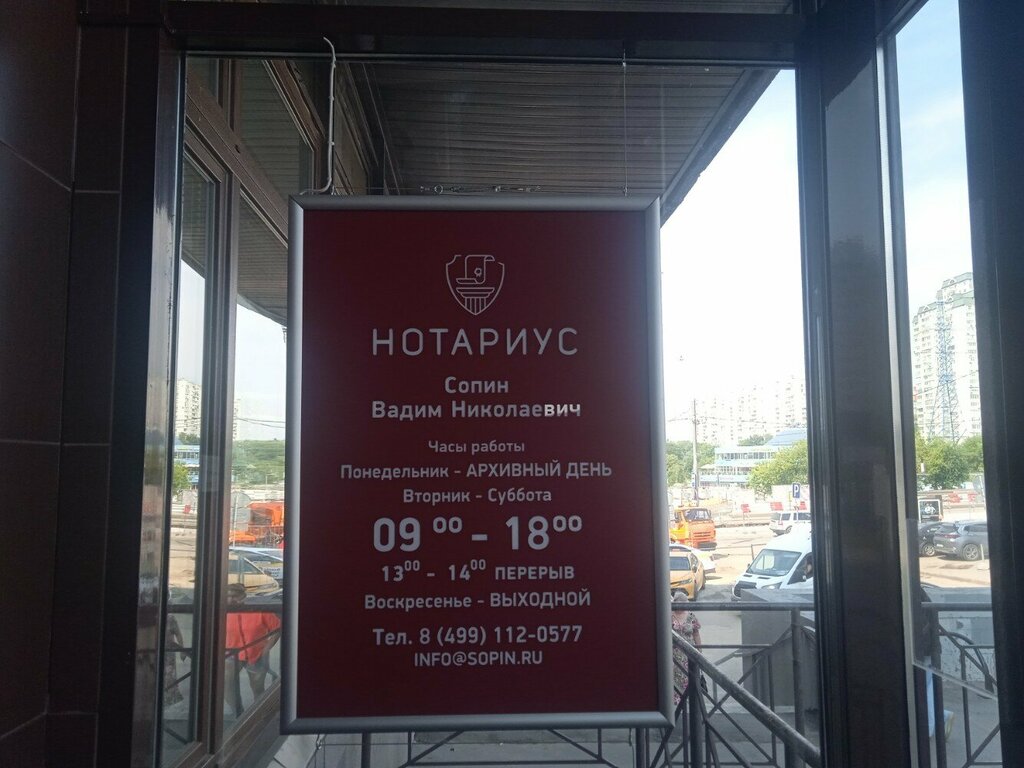 НОТАРИУС
Сопин
Вадим Николаевич
Часы работы
Понедельник - АРХИВНЫЙ ДЕНЬ
Вторник - Суббота
09 00 - 18 00
13 00 - 14 00 ПЕРЕРЫВ
Воскресенье - ВЫХОДНОЙ
Тел. 8 (499) 112-0577
INFO@SOPIN.RU